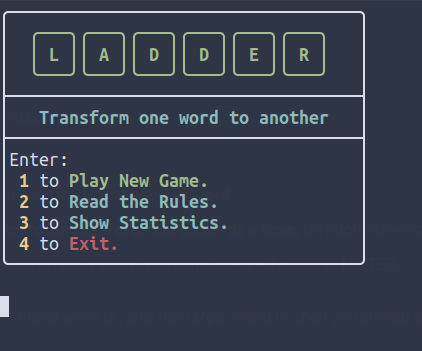 L A D D E R
Transform one word to another
Enter:
1 to Play New Game.
2 to Read the Rules.
3 to Show Statistics.
4 to Exit.